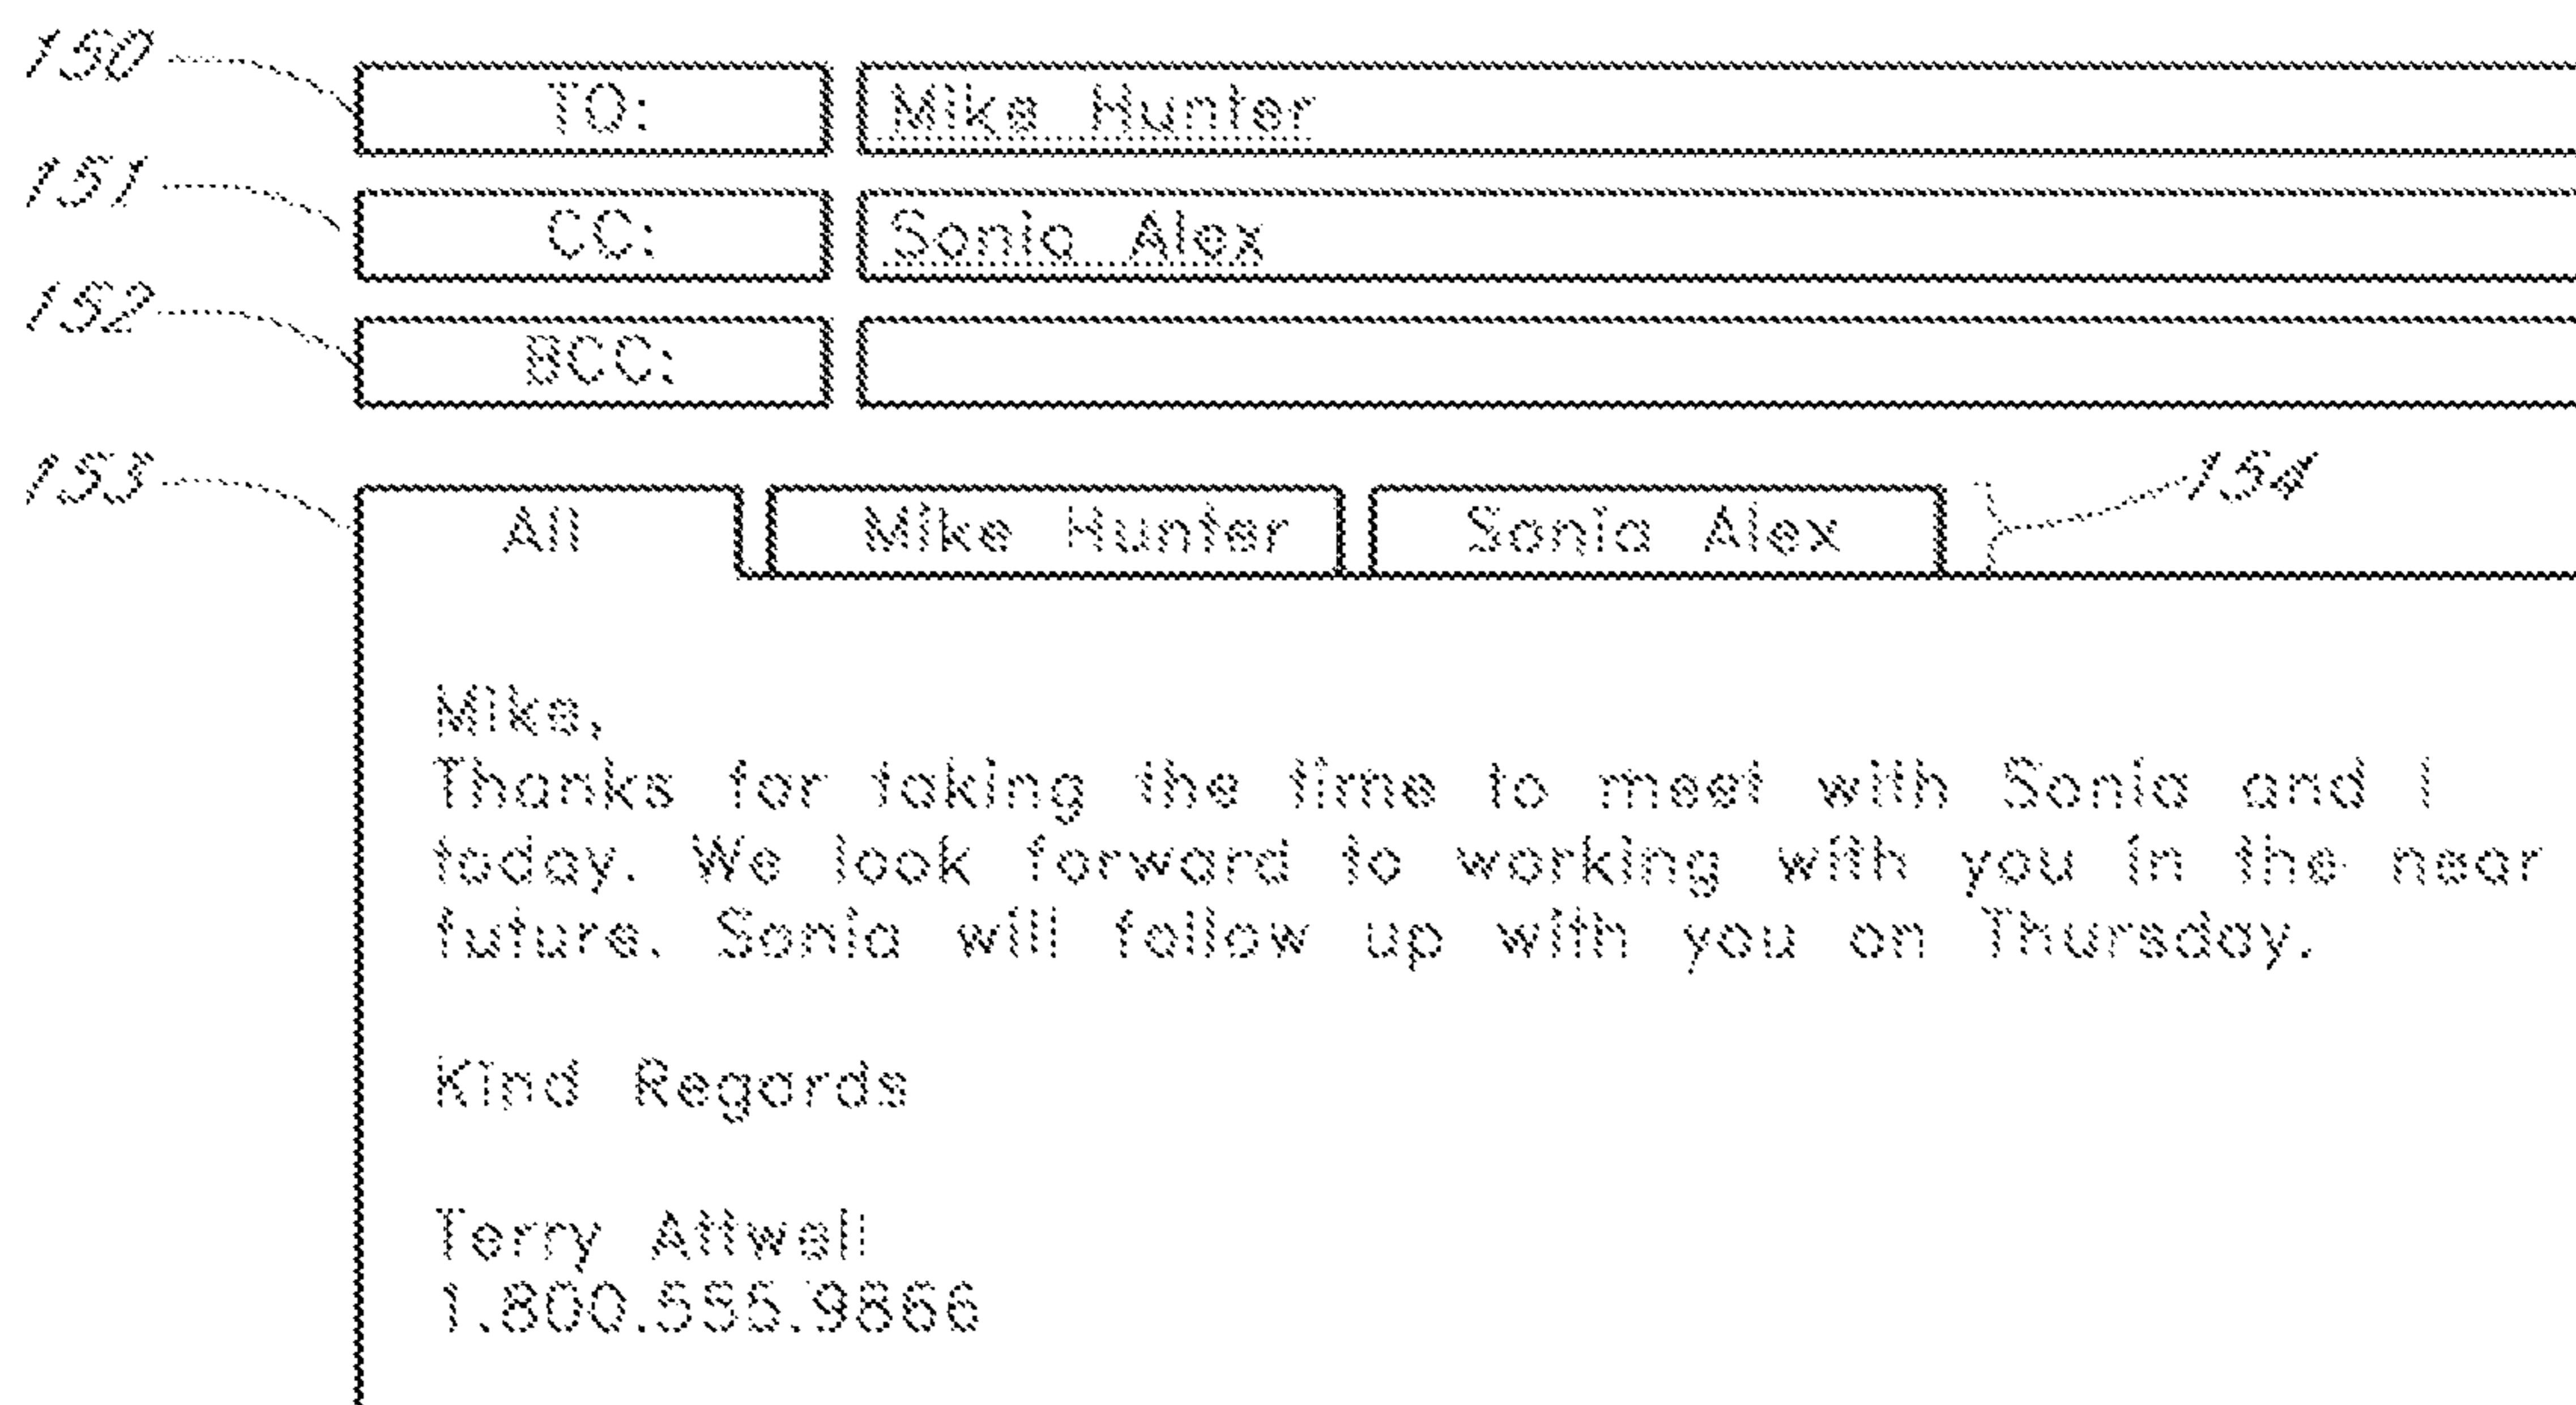 150 TO: Mike Hunter
151 CC: Sonia Alex
152 BCC:
153 All Mike Hunter Sonia Alex 154
Mike,
Thanks for taking the time to meet with Sonia and I
today. We look forward to working with you in the near
future. Sonia will follow up with you on Thursday.
Kind Regards
Terry Attwell
1.800.555.9866